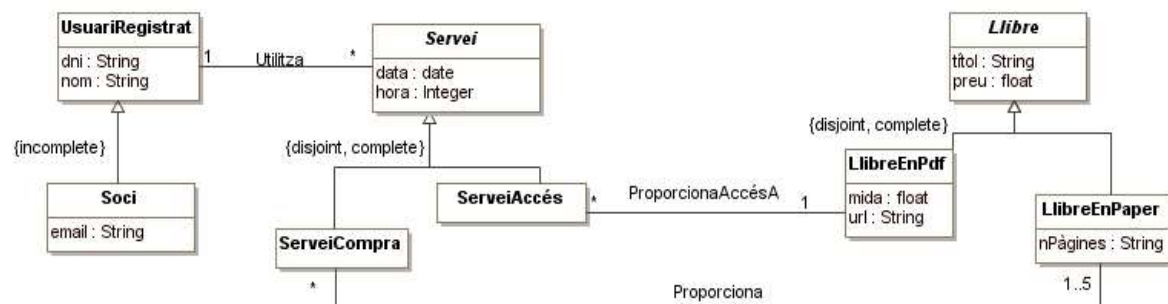 UsuariRegistrat
dni : String
nom : String
1
Utilitza
*
Servei
data : date
hora : Integer
Llibre
títol : String
preu : float
{incomplete}
{disjoint, complete}
{disjoint, complete}
Soci
email : String
ServeiAccés
*
ProporcionaAccésA
1
LlibreEnPdf
mida : float
url : String
ServeiCompra
*
Proporciona
LlibreEnPaper
nPàgines : String
1..5